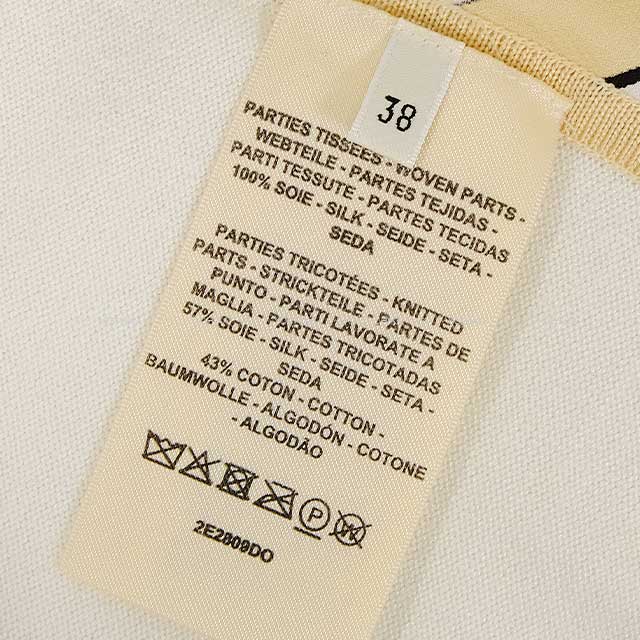 38
PARTIES TISSÉES - WOVEN PARTS -
WEBTEILE - PARTES TEJIDAS -
PARTI TESSUTE - PARTES TECIDAS
100% SOIE - SILK - SEIDE - SETA -
SEDA
PARTIES TRICOTÉES - KNITTED
PARTS - STRICKTEILE - PARTES DE
PUNTO - PARTI LAVORATE A
MAGLIA - PARTES TRICOTADAS
57% SOIE - SILK - SEIDE - SETA -
SEDA
43% COTON - COTTON -
BAUMWOLLE - ALGODÓN - COTONE
- ALGODÃO
P
W
2E2809DO